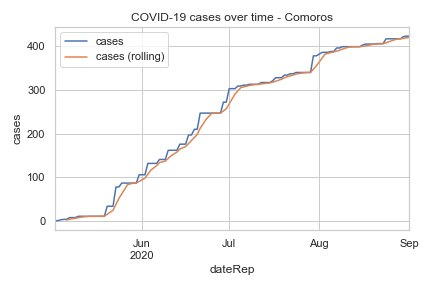 COVID-19 cases over time - Comoros
cases
cases (rolling)
400
300
200
100
0
cases
Jun
2020
Jul
Aug
Sep
dateRep